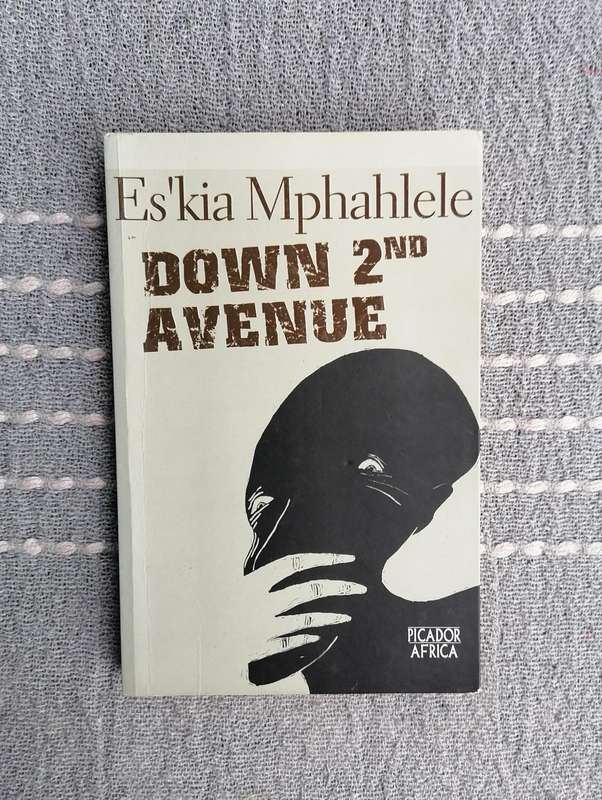 Es'kia Mphahlele
DOWN 2ND
AVENUE
PICADOR
AFRICA